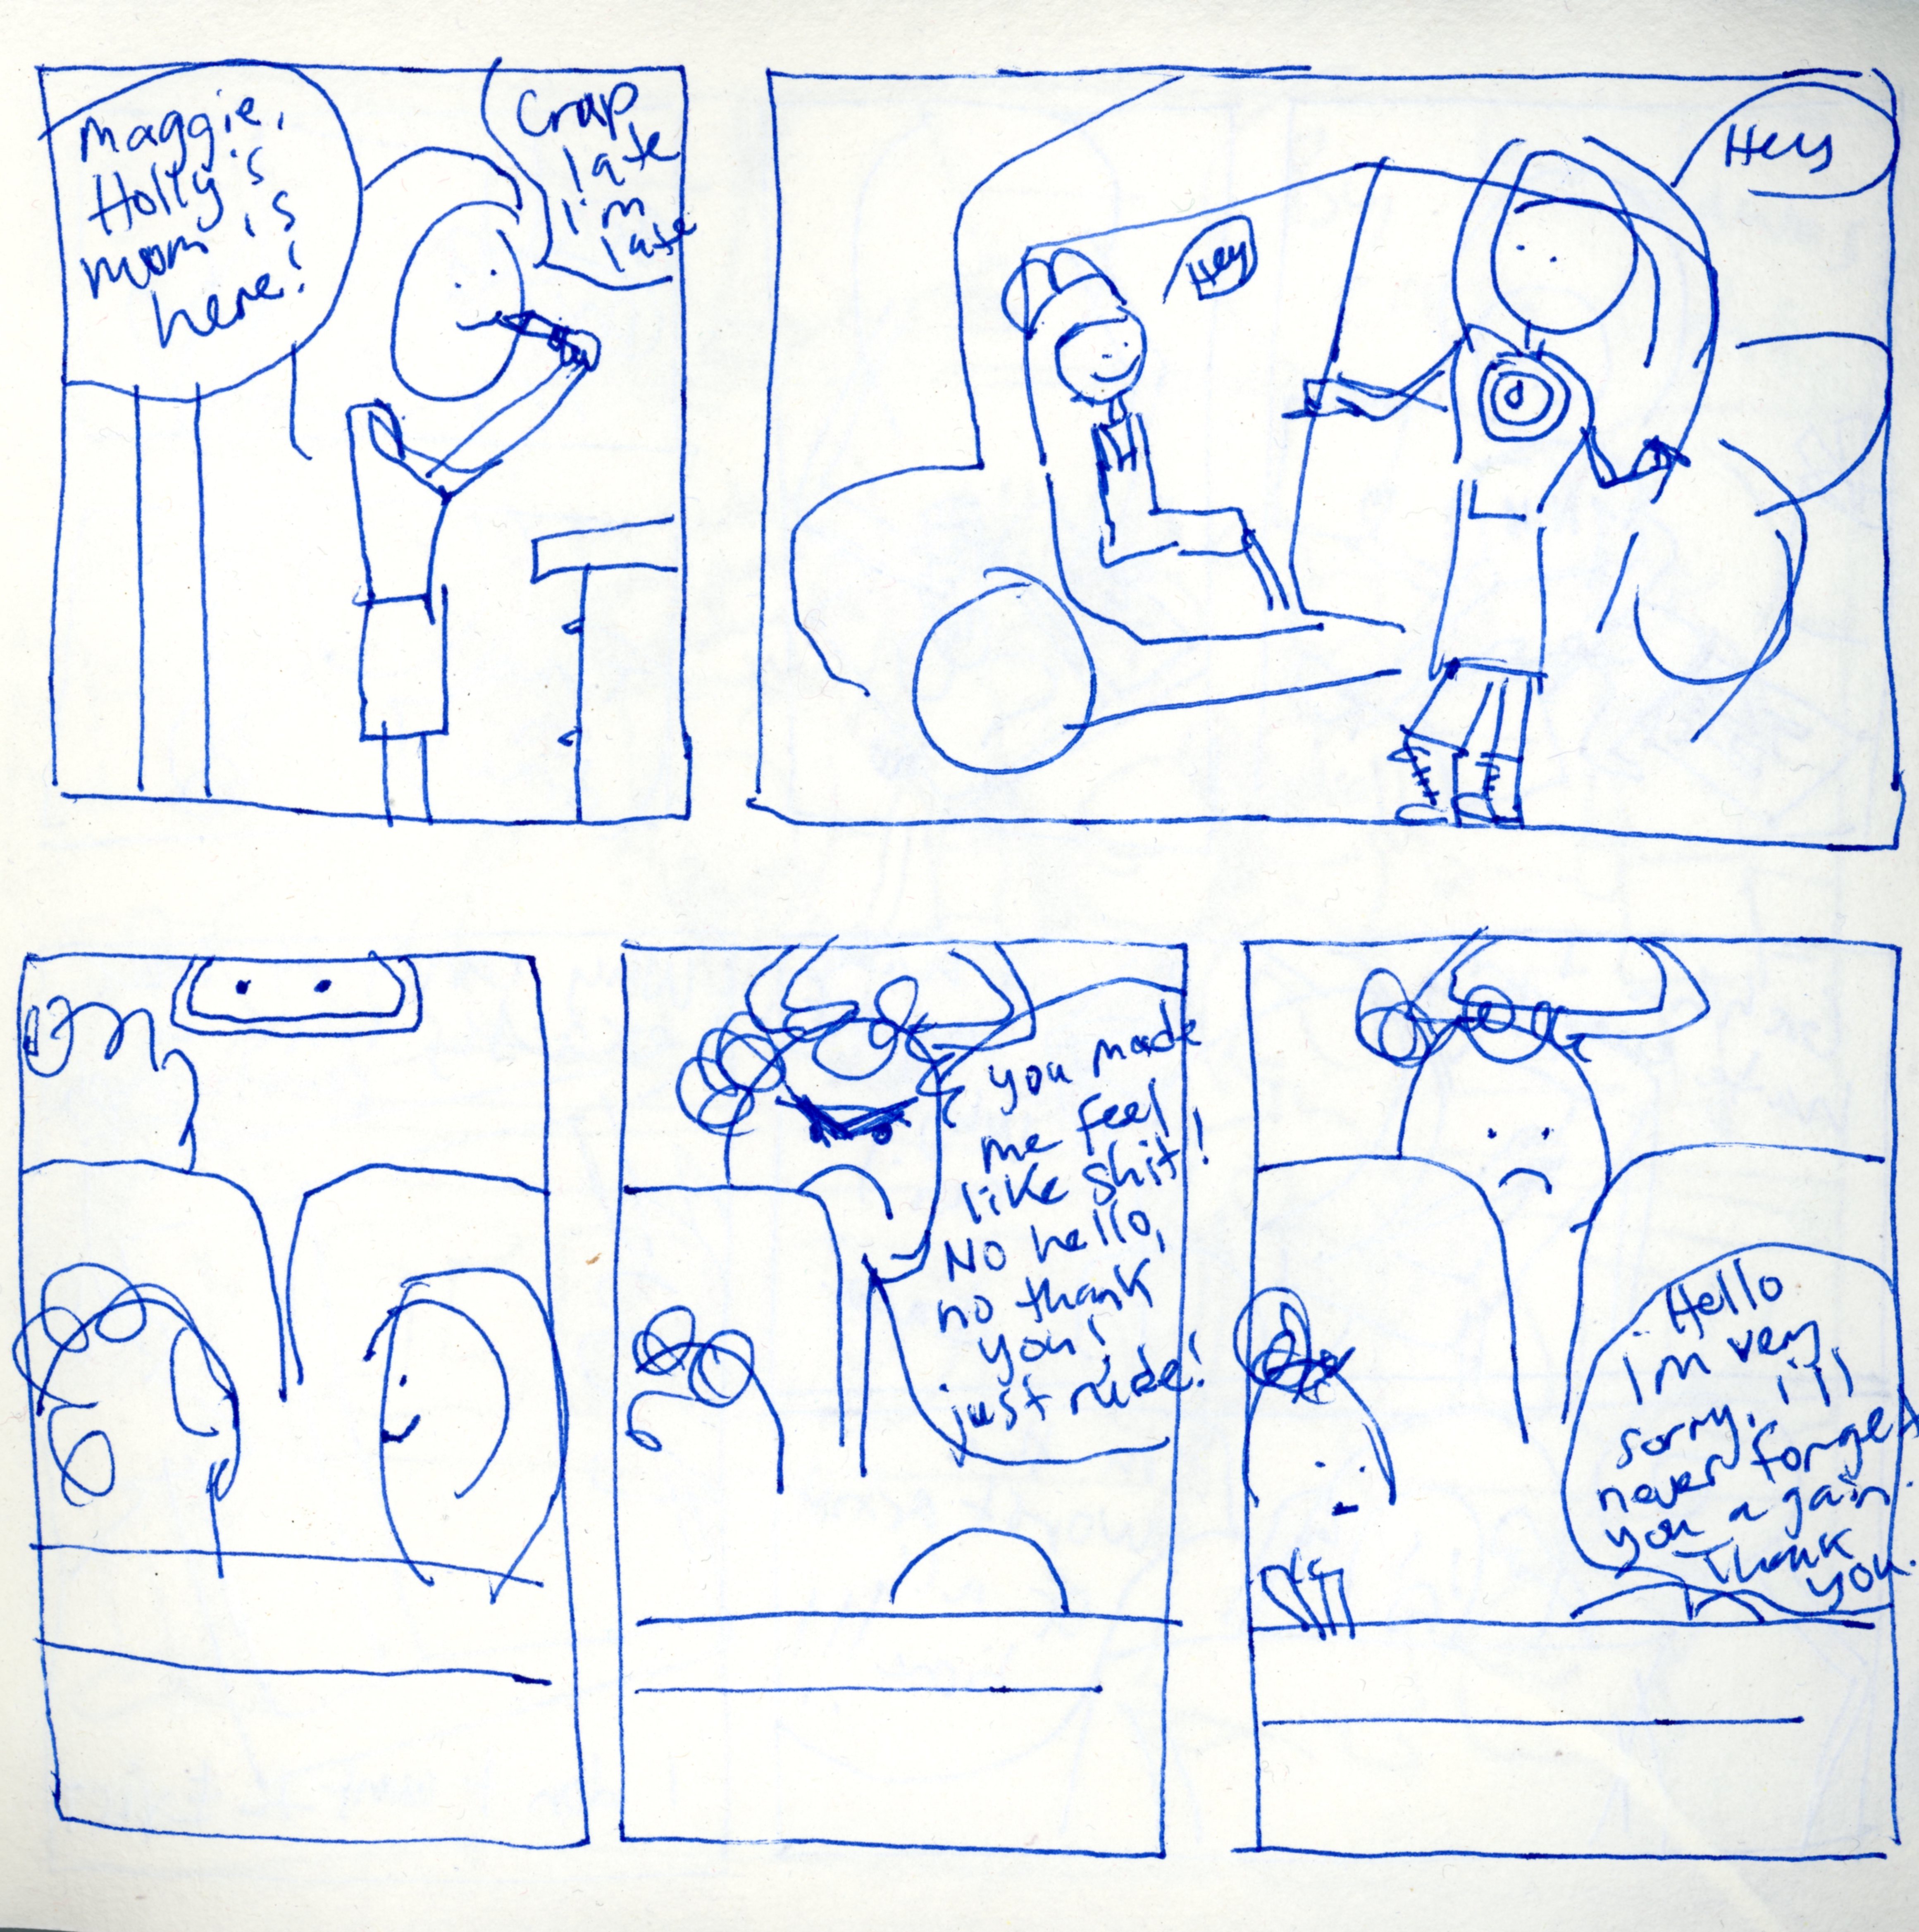 Maggie,
Holly's
mom is
here!
Crap
late
I'm
late
Hey
Hey
you made
me feel
like shit!
No hello,
no thank
you!
just rude!
Hello
I'm very
sorry. i'll
never forget
you again.
Thank
you.